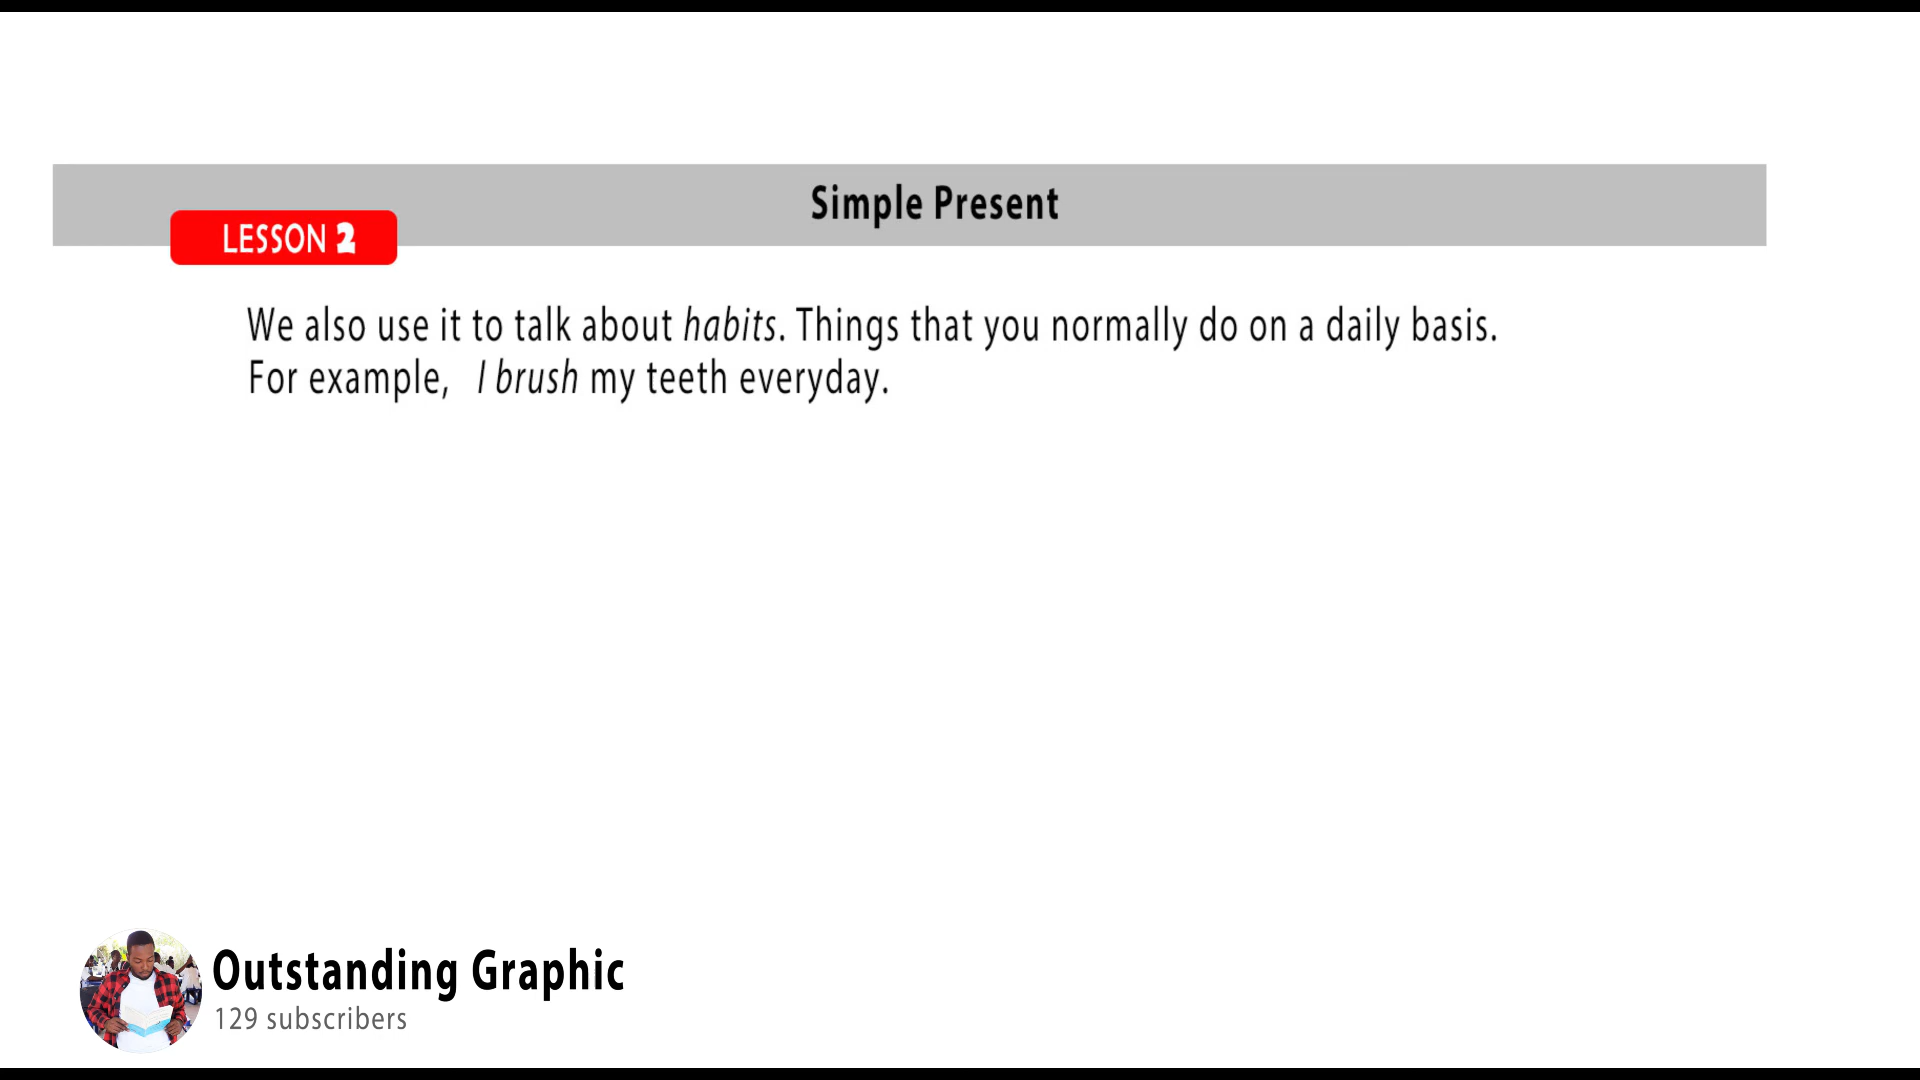 Simple Present
LESSON 2
We also use it to talk about habits. Things that you normally do on a daily basis.
For example, I brush my teeth everyday.
Outstanding Graphic
129 subscribers